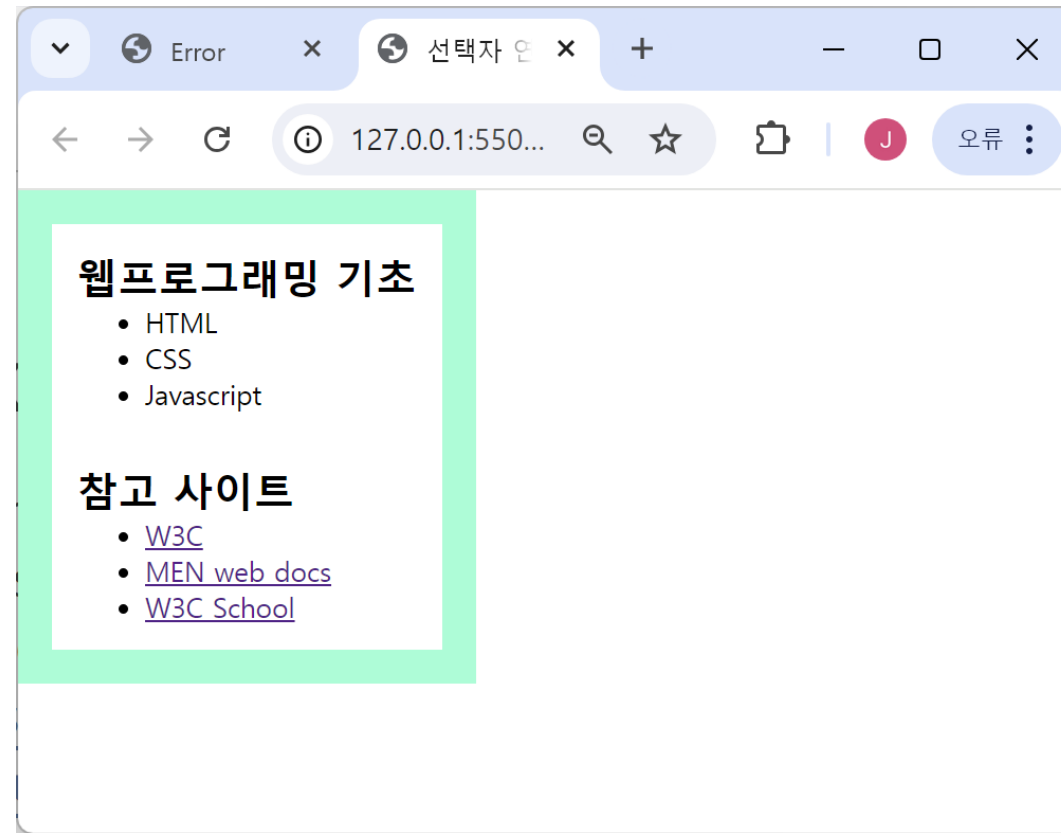 Error
선택자
127.0.0.1:550...
J
오류
웹프로그래밍 기초
HTML
CSS
Javascript
참고 사이트
W3C
MEN web docs
W3C School